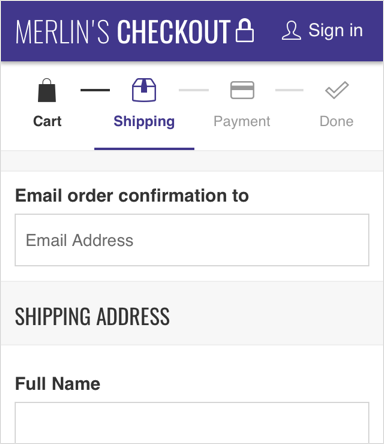 MERLIN'S CHECKOUT Sign in
Cart Shipping Payment Done
Email order confirmation to
Email Address
SHIPPING ADDRESS
Full Name